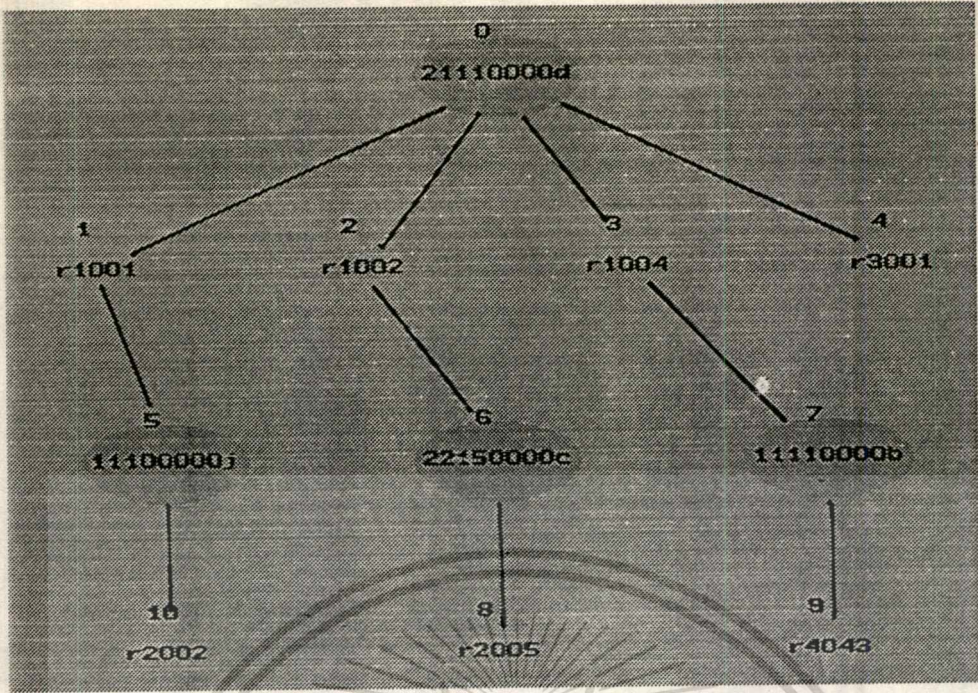 0
21110000d
1 2 3 4
r1001 r1002 r1004 r3001
5 6 7
11100000j 22150000c 11110000b
10 8 9
r2002 r2005 r4043